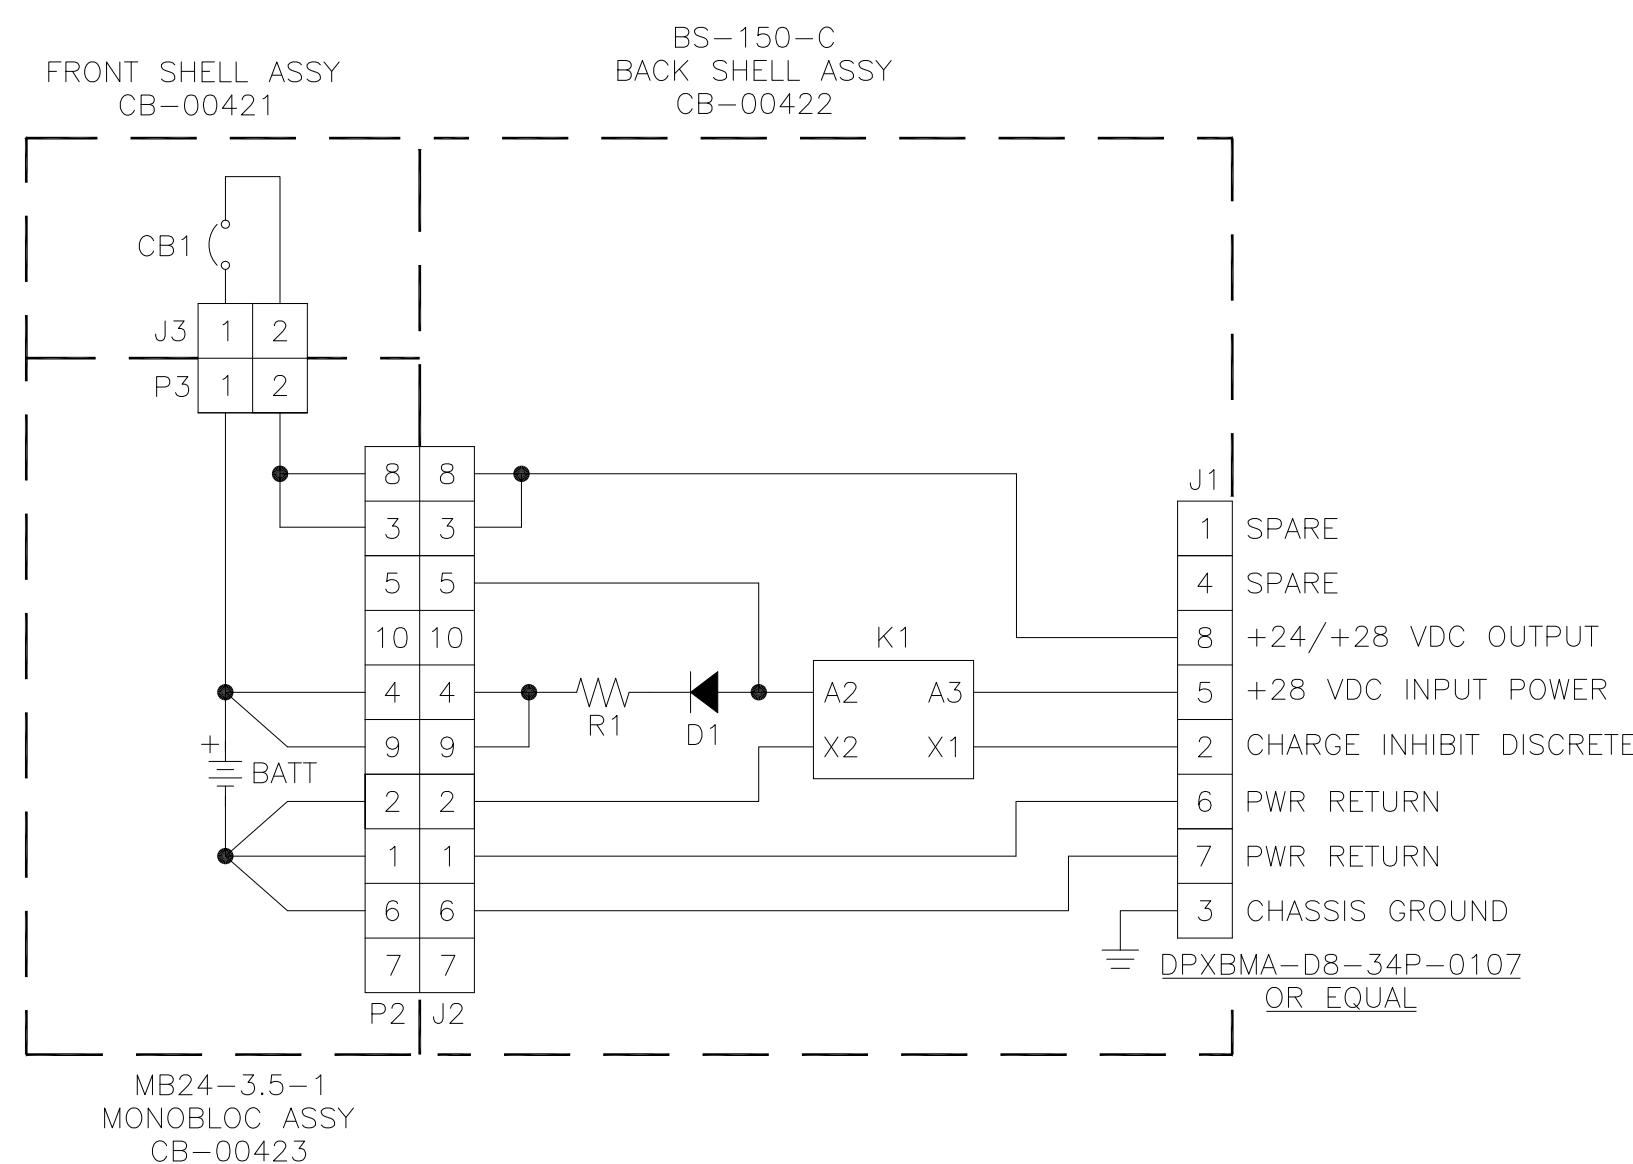 BS-150-C
FRONT SHELL ASSY
BACK SHELL ASSY
CB-00421
CB-00422
CB1
J3 1 2
P3 1 2
8 8
J1
3 3
1 SPARE
5 5
4 SPARE
10 10
K1
8 +24/+28 VDC OUTPUT
4 4
A2 A3
5 +28 VDC INPUT POWER
R1
D1
9 9
X2 X1
2 CHARGE INHIBIT DISCRETE
+
BATT
2 2
6 PWR RETURN
1 1
7 PWR RETURN
6 6
3 CHASSIS GROUND
7 7
DPXBMA-D8-34P-0107
OR EQUAL
P2 J2
MB24-3.5-1
MONOBLOC ASSY
CB-00423